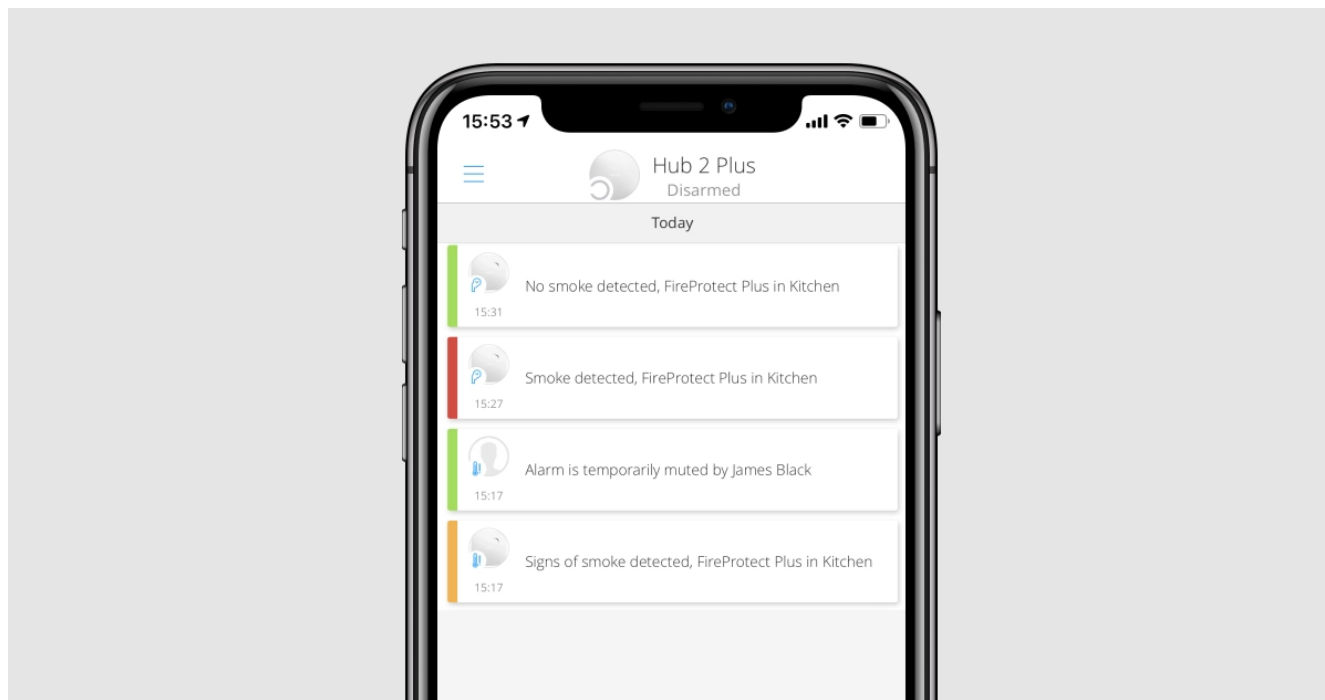 15:53
Hub 2 Plus
Disarmed
Today
No smoke detected, FireProtect Plus in Kitchen
15:31
Smoke detected, FireProtect Plus in Kitchen
15:27
Alarm is temporarily muted by James Black
15:17
Signs of smoke detected, FireProtect Plus in Kitchen
15:17